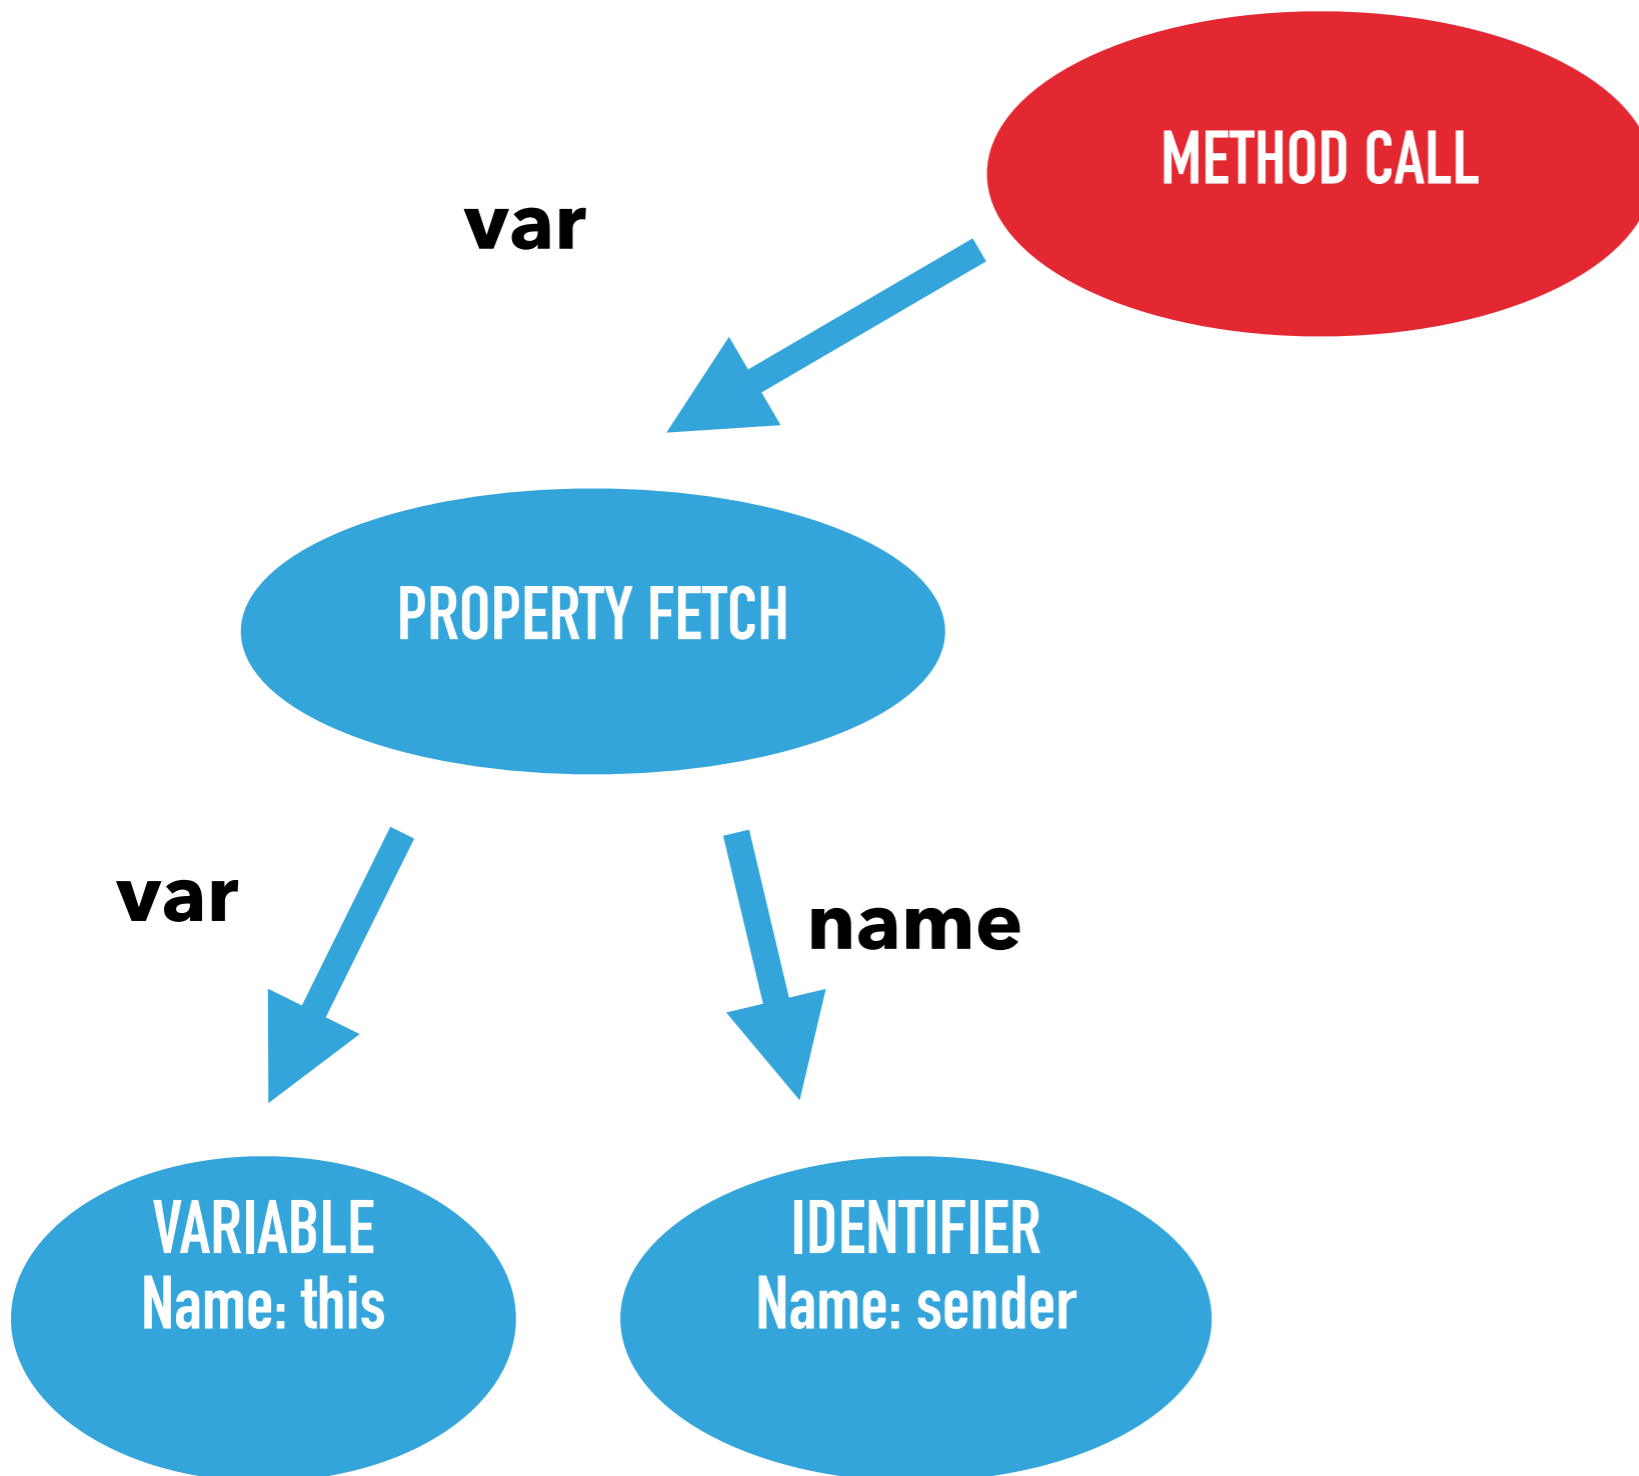 METHOD CALL
var
PROPERTY FETCH
var
name
VARIABLE
Name: this
IDENTIFIER
Name: sender